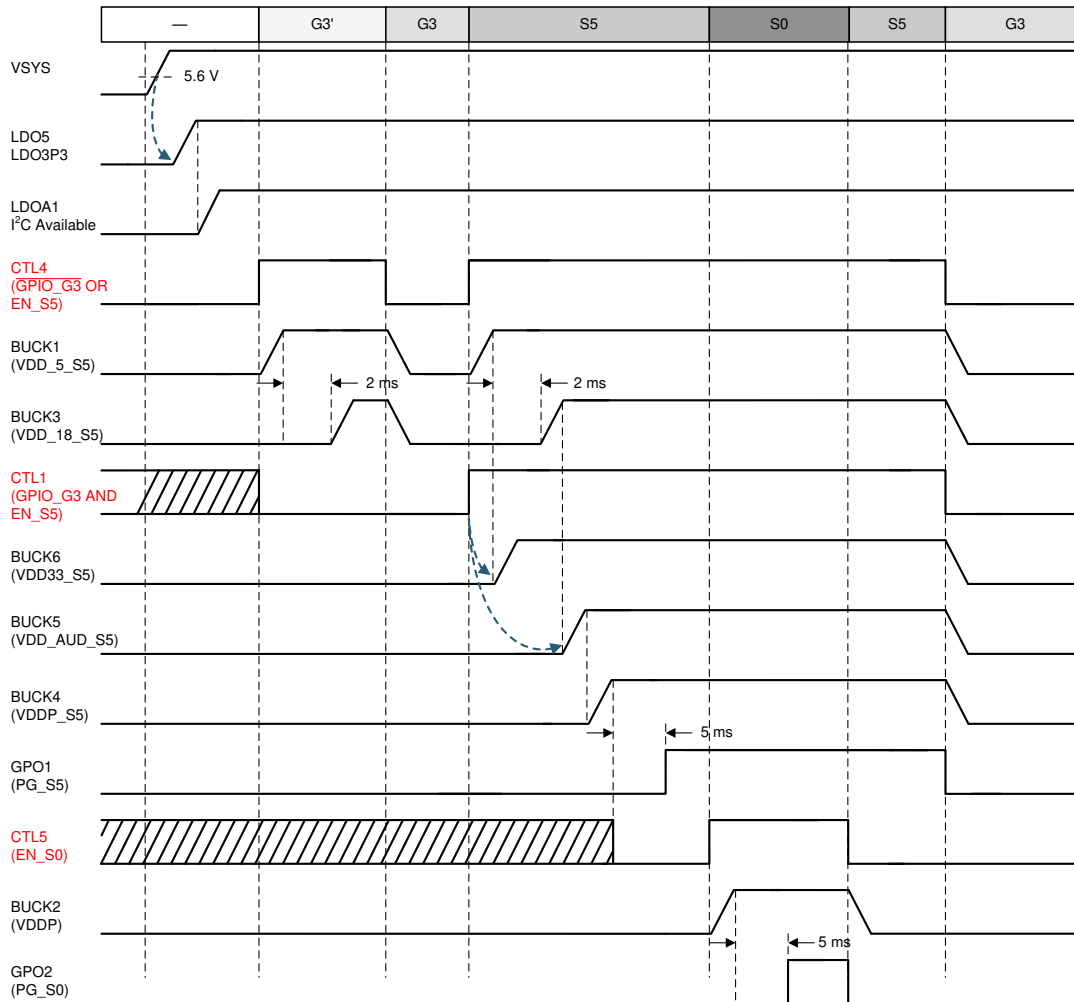 — G3' G3 S5 S0 S5 G3
VSYS
5.6 V
LDO5
LDO3P3
LDOA1
I²C Available
CTL4
(GPIO_G3 OR
EN_S5)
BUCK1
(VDD_5_S5)
2 ms 2 ms
BUCK3
(VDD_18_S5)
CTL1
(GPIO_G3 AND
EN_S5)
BUCK6
(VDD33_S5)
BUCK5
(VDD_AUD_S5)
BUCK4
(VDDP_S5)
5 ms
GPO1
(PG_S5)
CTL5
(EN_S0)
BUCK2
(VDDP)
5 ms
GPO2
(PG_S0)